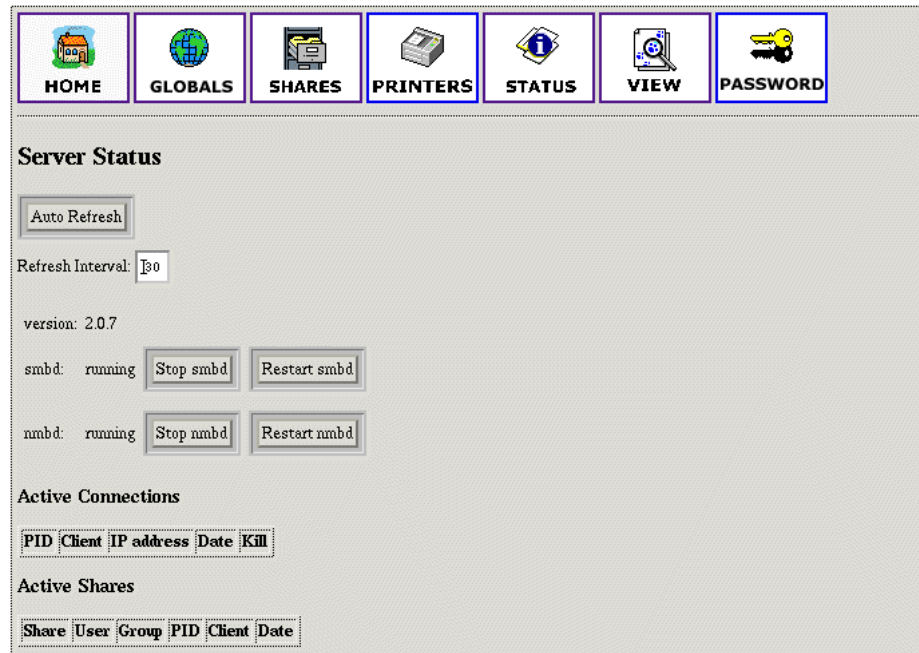 HOME GLOBALS SHARES PRINTERS STATUS VIEW PASSWORD
Server Status
Auto Refresh
Refresh Interval: 30
version: 2.0.7
smbd: running Stop smbd Restart smbd
nmbd: running Stop nmbd Restart nmbd
Active Connections
PID Client IP address Date Kill
Active Shares
Share User Group PID Client Date